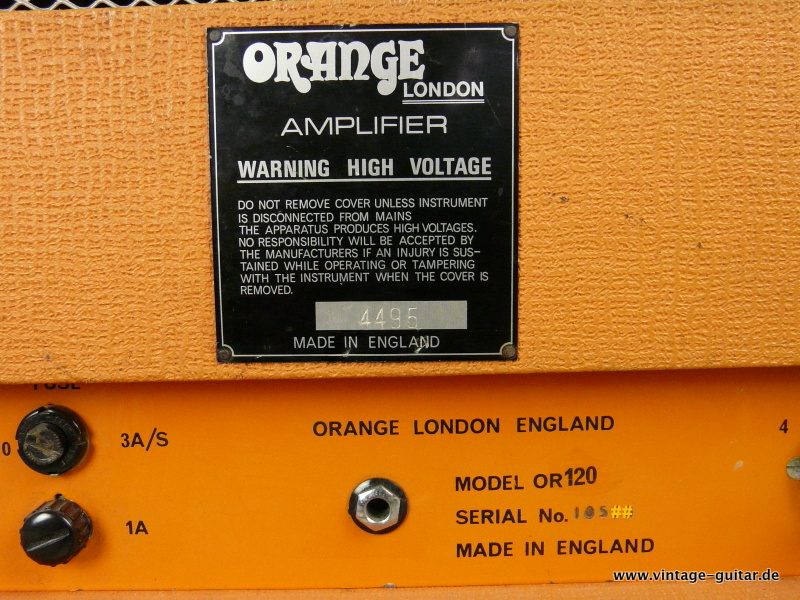 ORANGE
LONDON
AMPLIFIER
WARNING HIGH VOLTAGE
DO NOT REMOVE COVER UNLESS INSTRUMENT
IS DISCONNECTED FROM MAINS
THE APPARATUS PRODUCES HIGH VOLTAGES.
NO RESPONSIBILITY WILL BE ACCEPTED BY
THE MANUFACTURERS IF AN INJURY IS SUS-
TAINED WHILE OPERATING OR TAMPERING
WITH THE INSTRUMENT WHEN THE COVER IS
REMOVED.
4495
MADE IN ENGLAND
FUSE
0
3A/S
1A
ORANGE LONDON ENGLAND
4
MODEL OR120
SERIAL No. 105##
MADE IN ENGLAND
www.vintage-guitar.de